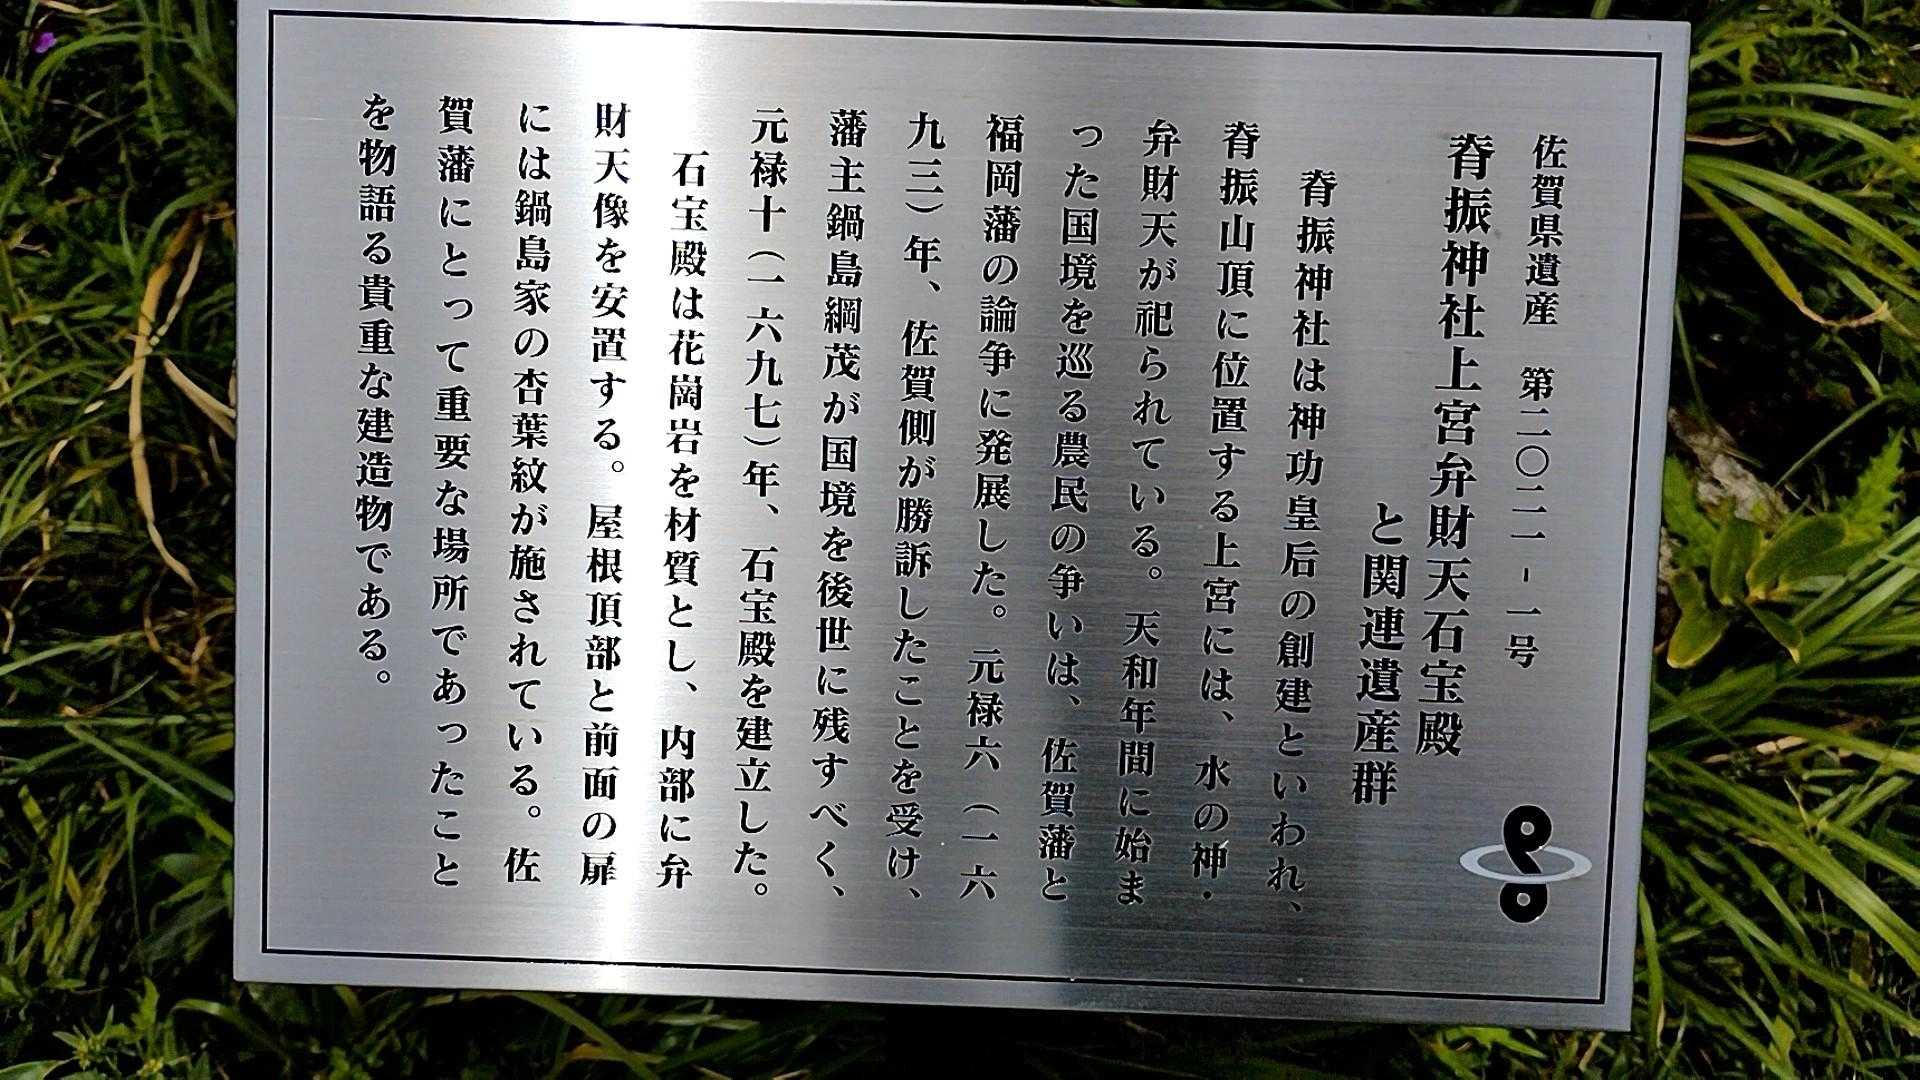 佐賀県遺産　第二〇二一-一号
脊振神社上宮弁財天石宝殿
と関連遺産群
脊振神社は神功皇后の創建といわれ、
脊振山頂に位置する上宮には、水の神・
弁財天が祀られている。天和年間に始ま
った国境を巡る農民の争いは、佐賀藩と
福岡藩の論争に発展した。元禄六（一六
九三）年、佐賀側が勝訴したことを受け、
藩主鍋島綱茂が国境を後世に残すべく、
元禄十（一六九七）年、石宝殿を建立した。
石宝殿は花崗岩を材質とし、内部に弁
財天像を安置する。屋根頂部と前面の扉
には鍋島家の杏葉紋が施されている。佐
賀藩にとって重要な場所であったこと
を物語る貴重な建造物である。